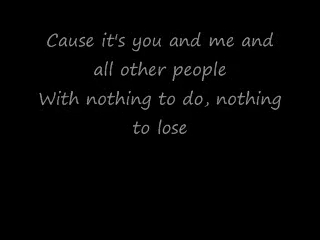 Cause it's you and me and
all other people
With nothing to do, nothing
to lose